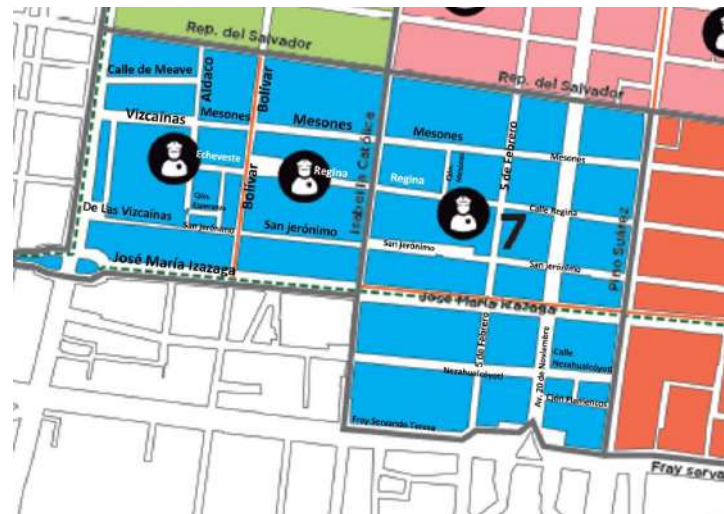 Rep. del Salvador
Rep. del Salvador
Calle de Meave
Aldaco
Bolívar
Vizcaínas
Mesones
Mesones
Mesones
Mesones
5 de Febrero
Isabella Católica
Echeveste
Regina
Regina
Calle Regina
Bolívar
7
Pino Suárez
De Las Vizcaínas
San Jerónimo
San Jerónimo
San Jerónimo
San Jerónimo
José María Izazaga
José María Izazaga
5 de Febrero
Av. 20 de Noviembre
Calle
Nezahualcóyotl
Nezahualcóyotl
Fray Servando Teresa
Fray serva